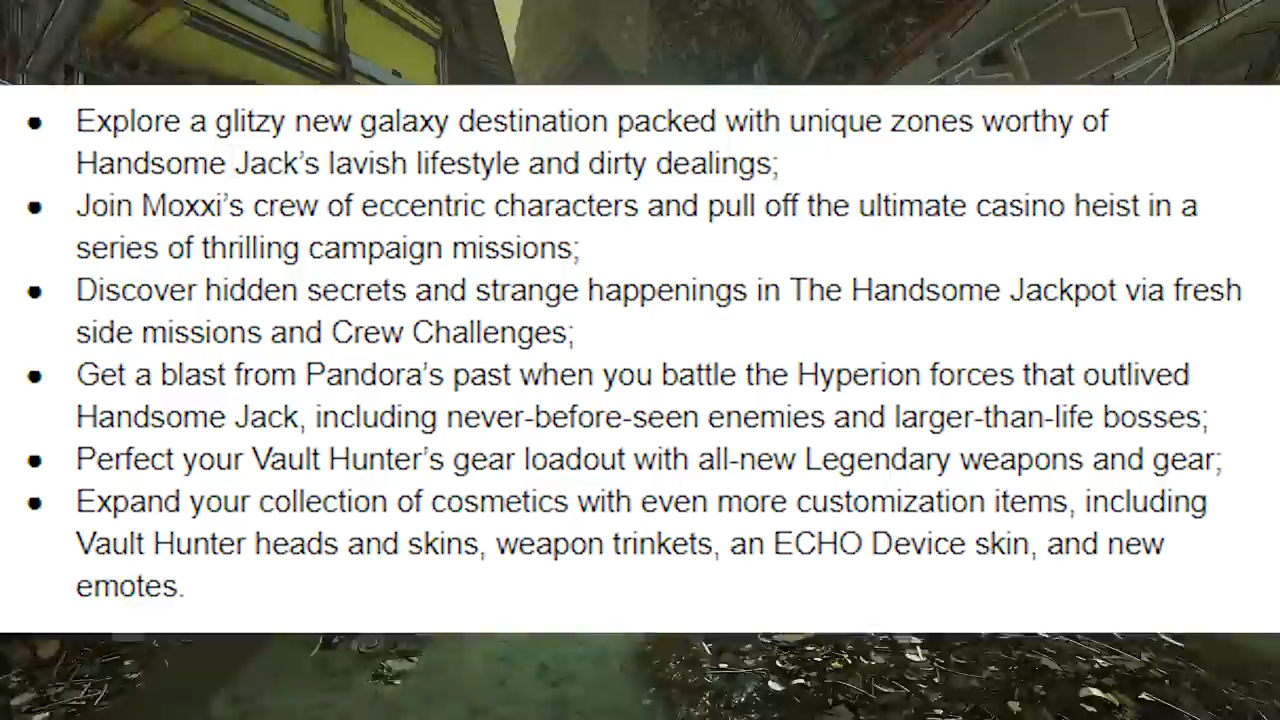 ● Explore a glitzy new galaxy destination packed with unique zones worthy of
Handsome Jack’s lavish lifestyle and dirty dealings;
● Join Moxxi’s crew of eccentric characters and pull off the ultimate casino heist in a
series of thrilling campaign missions;
● Discover hidden secrets and strange happenings in The Handsome Jackpot via fresh
side missions and Crew Challenges;
● Get a blast from Pandora’s past when you battle the Hyperion forces that outlived
Handsome Jack, including never-before-seen enemies and larger-than-life bosses;
● Perfect your Vault Hunter’s gear loadout with all-new Legendary weapons and gear;
● Expand your collection of cosmetics with even more customization items, including
Vault Hunter heads and skins, weapon trinkets, an ECHO Device skin, and new
emotes.